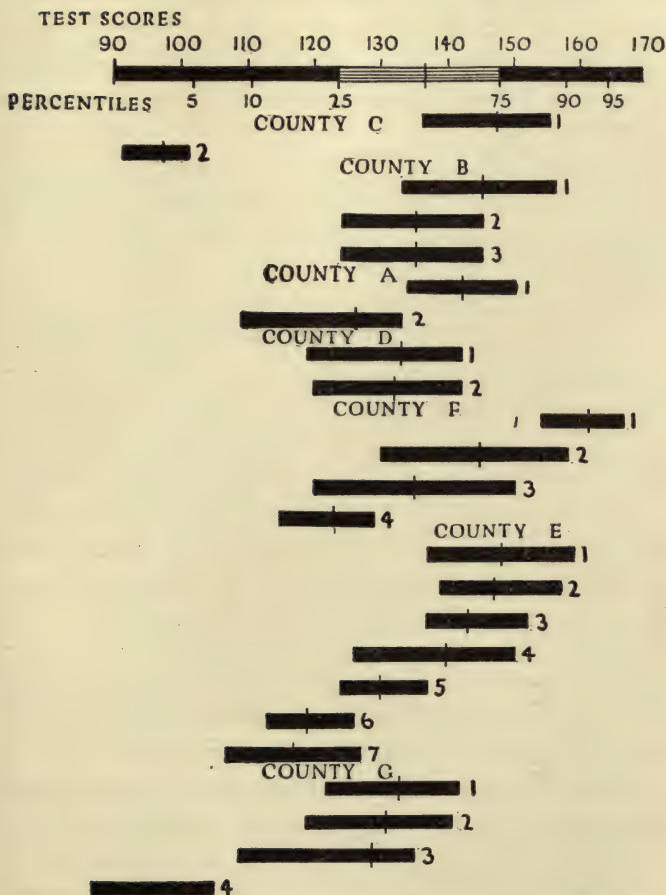 TEST SCORES
90 100 110 120 130 140 150 160 170
PERCENTILES 5 10 25 75 90 95
COUNTY C 1
2
COUNTY B 1
2
3
COUNTY A 1
2
COUNTY D 1
2
COUNTY F 1
2
3
4
COUNTY E 1
2
3
4
5
6
7
COUNTY G 1
2
3
4